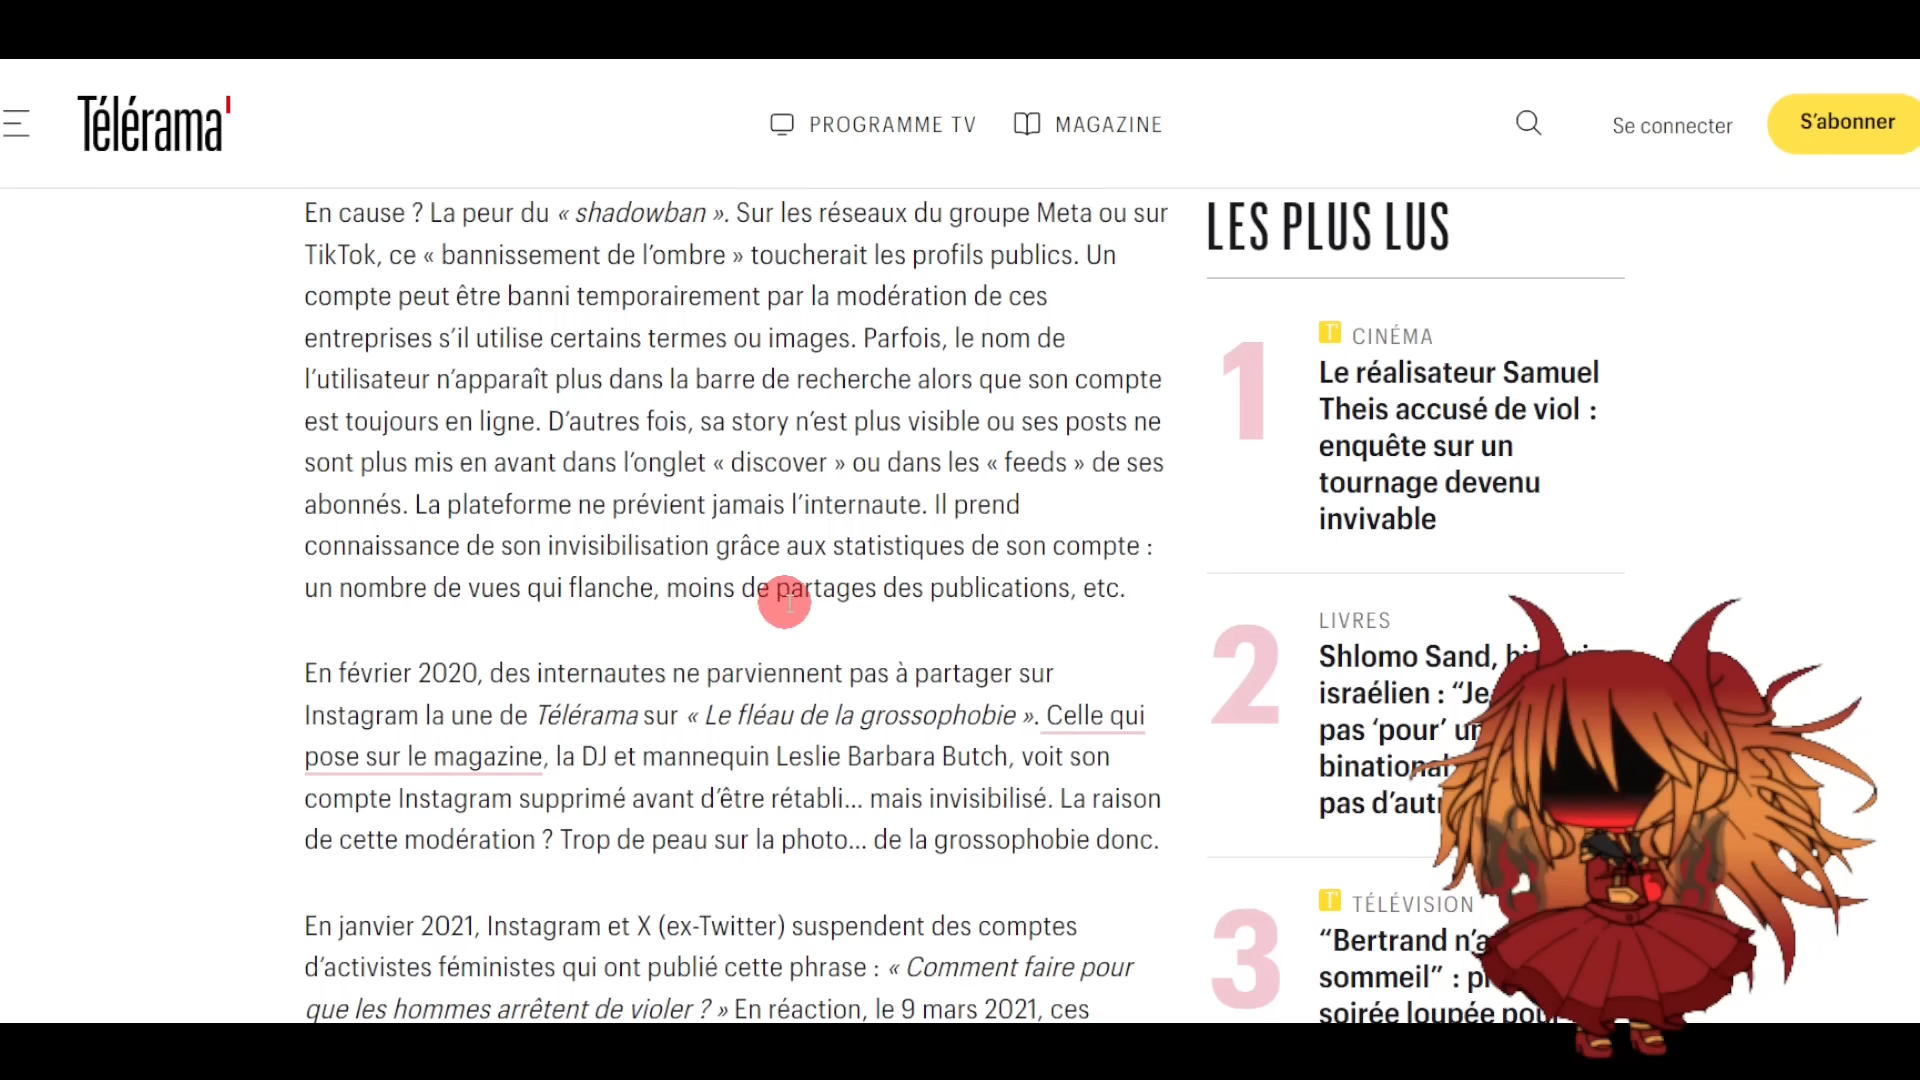 Télérama'
PROGRAMME TV
MAGAZINE
Se connecter
S'abonner
En cause ? La peur du « shadowban ». Sur les réseaux du groupe Meta ou sur
TikTok, ce « bannissement de l’ombre » toucherait les profils publics. Un
compte peut être banni temporairement par la modération de ces
entreprises s’il utilise certains termes ou images. Parfois, le nom de
l’utilisateur n’apparaît plus dans la barre de recherche alors que son compte
est toujours en ligne. D’autres fois, sa story n’est plus visible ou ses posts ne
sont plus mis en avant dans l’onglet « discover » ou dans les « feeds » de ses
abonnés. La plateforme ne prévient jamais l’internaute. Il prend
connaissance de son invisibilisation grâce aux statistiques de son compte :
un nombre de vues qui flanche, moins de partages des publications, etc.
En février 2020, des internautes ne parviennent pas à partager sur
Instagram la une de Télérama sur « Le fléau de la grossophobie ». Celle qui
pose sur le magazine, la DJ et mannequin Leslie Barbara Butch, voit son
compte Instagram supprimé avant d’être rétabli... mais invisibilisé. La raison
de cette modération ? Trop de peau sur la photo... de la grossophobie donc.
En janvier 2021, Instagram et X (ex-Twitter) suspendent des comptes
d’activistes féministes qui ont publié cette phrase : « Comment faire pour
que les hommes arrêtent de violer ? » En réaction, le 9 mars 2021, ces
LES PLUS LUS
1
T' CINÉMA
Le réalisateur Samuel
Theis accusé de viol :
enquête sur un
tournage devenu
invivable
2
LIVRES
Shlomo Sand,
israélien : “Je
pas ‘pour’
binational
pas
3
T' TÉLÉVISION
“Bertrand
sommeil” :
soirée loupée